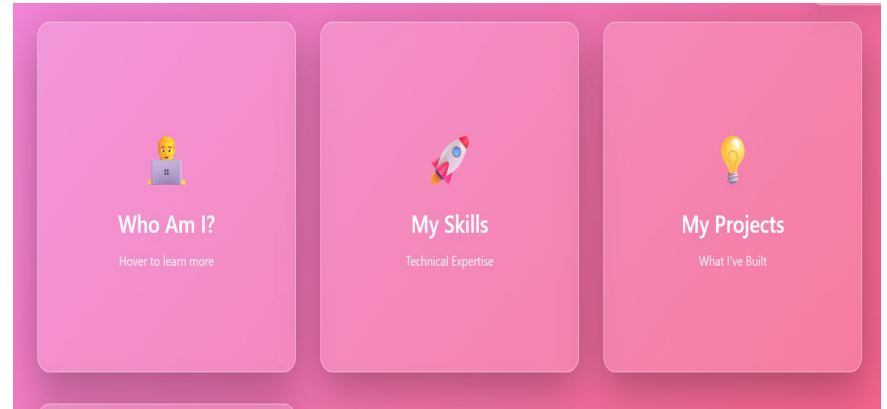 Who Am I?
Hover to learn more
My Skills
Technical Expertise
My Projects
What I've Built